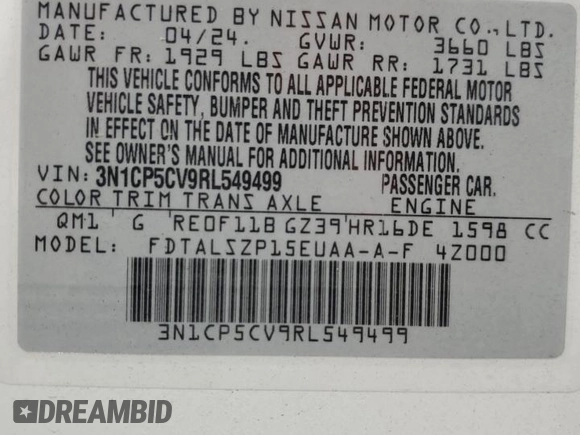 MANUFACTURED BY NISSAN MOTOR CO.,LTD.
DATE: 04/24. GVWR: 3660 LBS
GAWR FR: 1929 LBS GAWR RR: 1731 LBS
THIS VEHICLE CONFORMS TO ALL APPLICABLE FEDERAL MOTOR
VEHICLE SAFETY, BUMPER AND THEFT PREVENTION STANDARDS
IN EFFECT ON THE DATE OF MANUFACTURE SHOWN ABOVE.
SEE OWNER'S MANUAL FOR ADDITIONAL INFORMATION
VIN: 3N1CP5CV9RL549499 PASSENGER CAR.
COLOR TRIM TRANS AXLE ENGINE
QM1 G RE0F11B GZ39 HR16DE 1598 CC
MODEL: FDTALSZP15EUAA-A-F 4Z000
3N1CP5CV9RL549499
DREAMBID